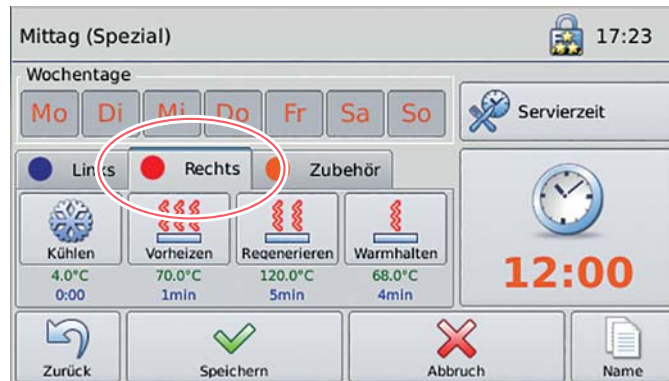 Mittag (Spezial) 17:23
Wochentage
Mo Di Mi Do Fr Sa So
Servierzeit
Links Rechts Zubehör
Kühlen Vorheizen Regenerieren Warmhalten
4.0°C 70.0°C 120.0°C 68.0°C
0:00 1min 5min 4min
12:00
Zurück Speichern Abbruch Name